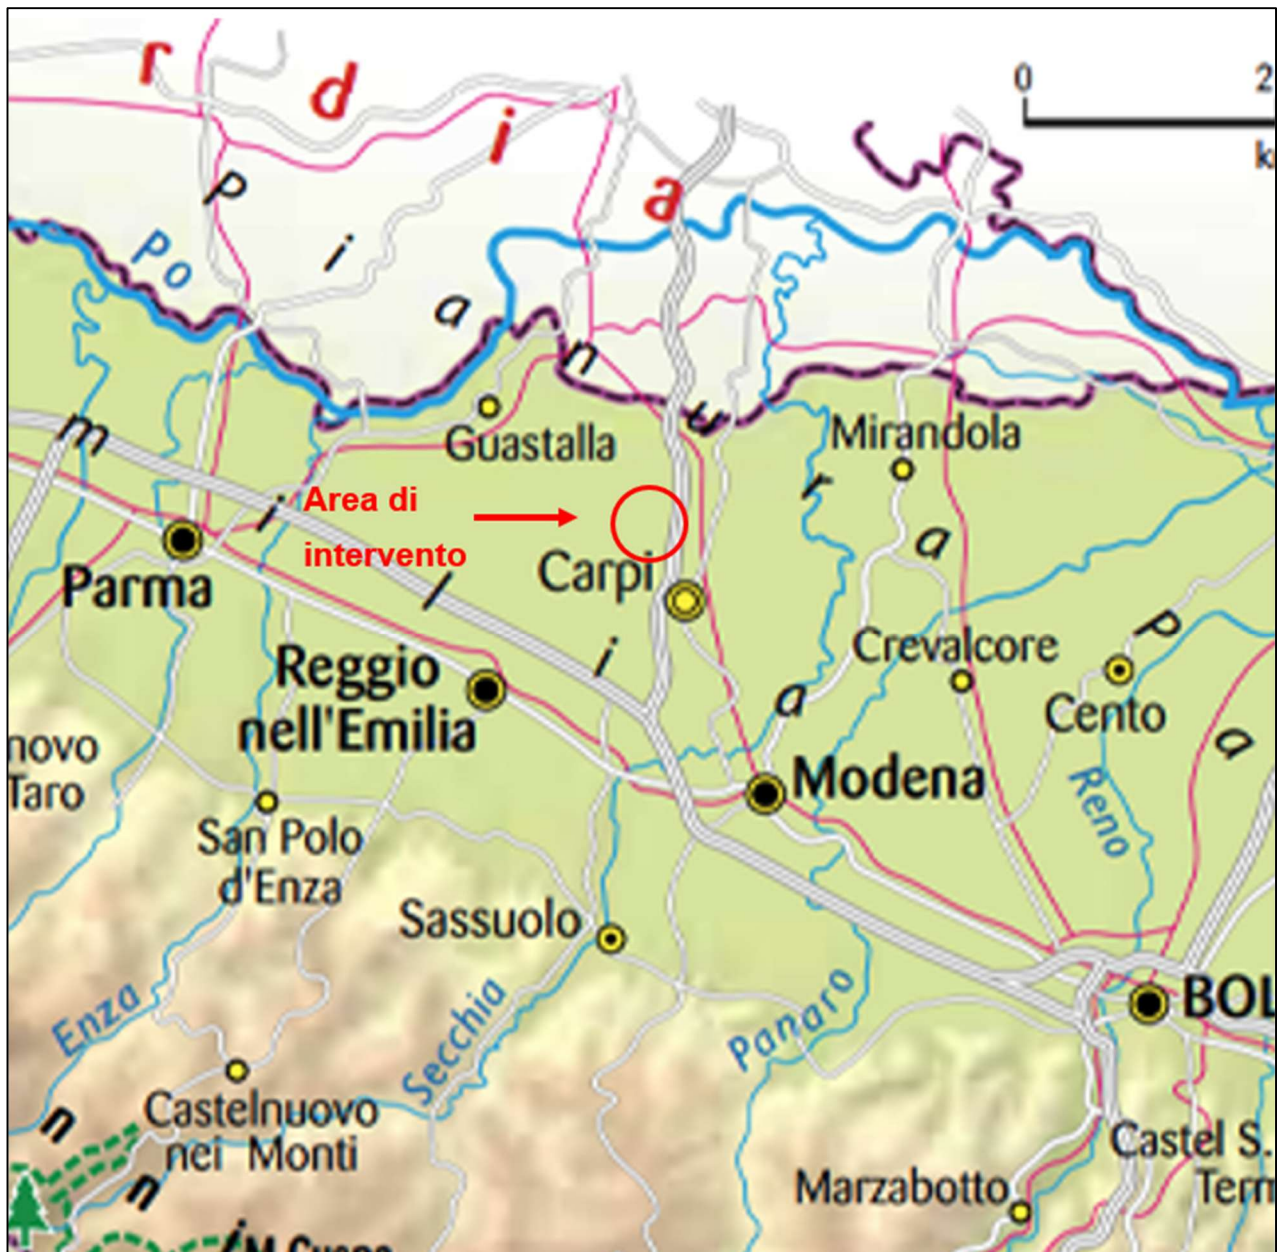 r d i a
0 2
k
P i a n u r a
Po
P a
m i l i a
Guastalla
Mirandola
Area di
intervento
Carpi
Parma
Crevalcore
Reggio
nell'Emilia
Cento
novo
Taro
Modena
Reno
San Polo
d'Enza
Sassuolo
Enza
Secchia
Panaro
BOL
Castelnuovo
nei Monti
Castel S.
Term
Marzabotto
n
n
i